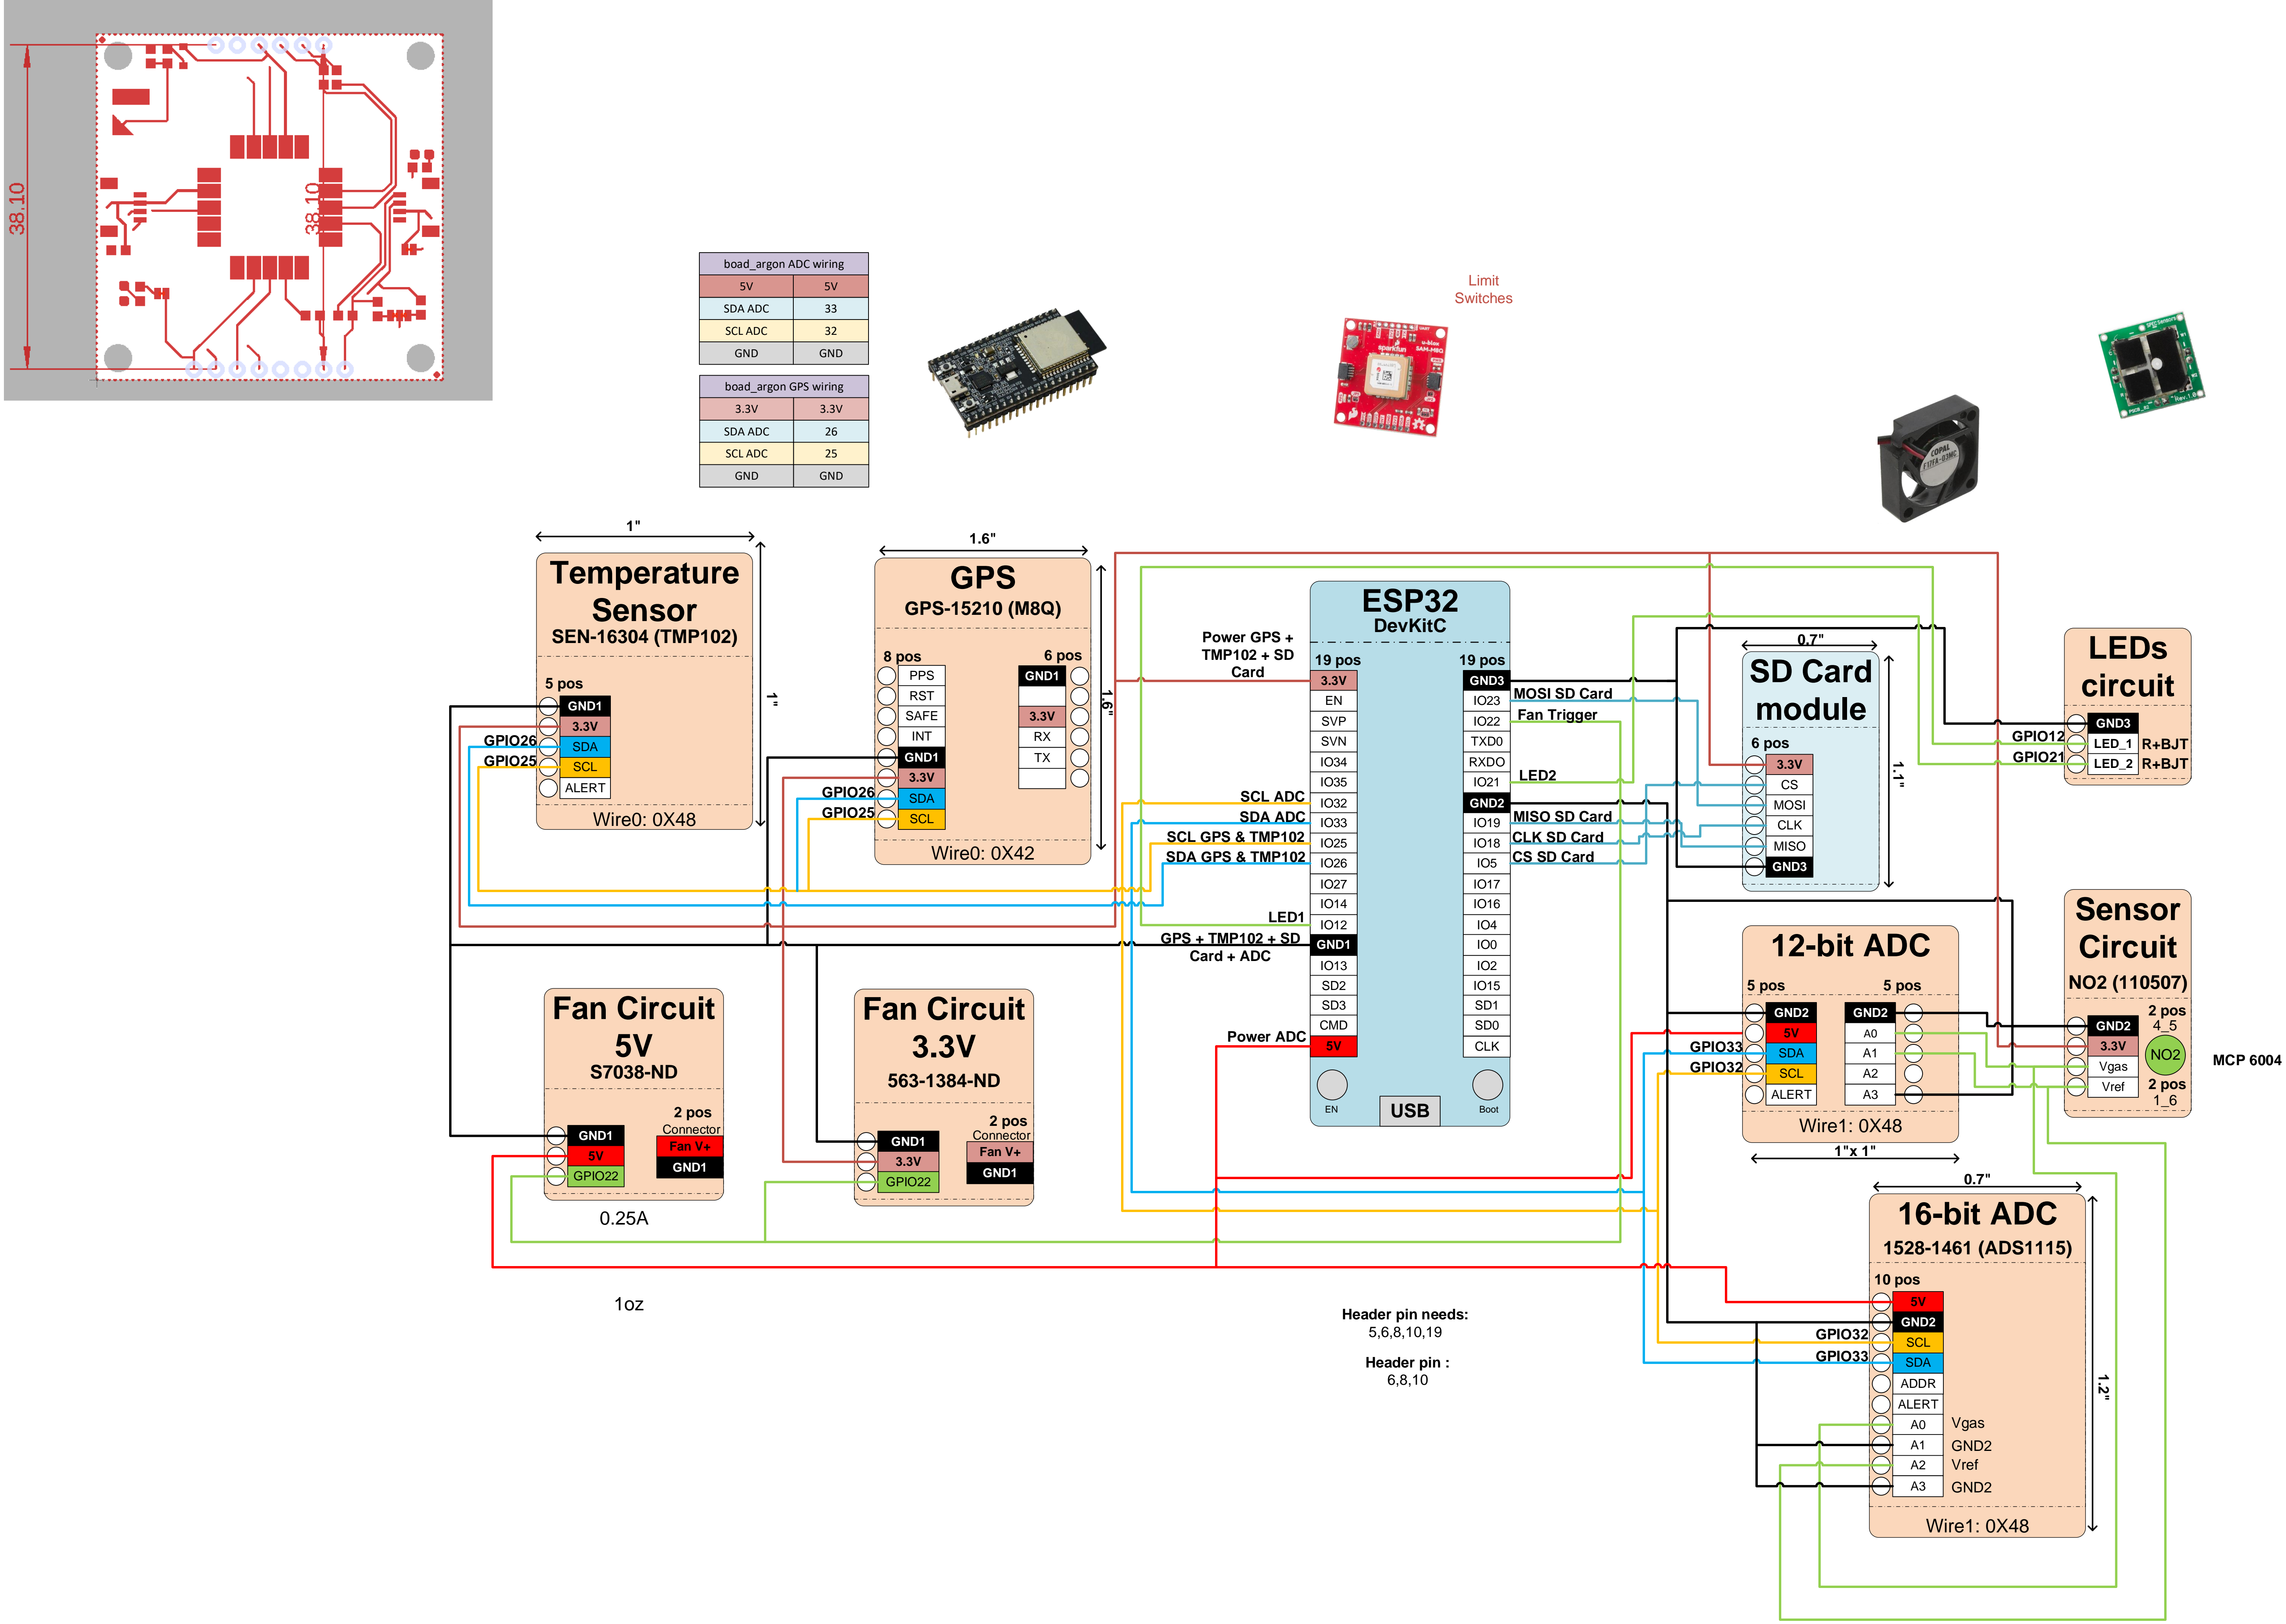 38.10
38.10
boad_argon ADC wiring
5V 5V
SDA ADC 33
SCL ADC 32
GND GND
boad_argon GPS wiring
3.3V 3.3V
SDA ADC 26
SCL ADC 25
GND GND
Limit
Switches
sparkfun
u-blox
SAM-M8Q
COPAL
F17FA-03MC
Rev.1.0
1"
Temperature
Sensor
SEN-16304 (TMP102)
5 pos
GND1
3.3V
GPIO26 SDA
GPIO25 SCL
ALERT
Wire0: 0X48
1"
1.6"
GPS
GPS-15210 (M8Q)
8 pos
PPS
RST
SAFE
INT
GND1
3.3V
GPIO26 SDA
GPIO25 SCL
6 pos
GND1
3.3V
RX
TX
Wire0: 0X42
1.6"
ESP32
DevKitC
Power GPS +
TMP102 + SD
Card
19 pos
3.3V
EN
SVP
SVN
IO34
IO35
SCL ADC IO32
SDA ADC IO33
SCL GPS & TMP102 IO25
SDA GPS & TMP102 IO26
IO27
IO14
LED1 IO12
GPS + TMP102 + SD
Card + ADC
GND1
IO13
SD2
SD3
CMD
Power ADC 5V
19 pos
GND3
IO23 MOSI SD Card
IO22 Fan Trigger
TXD0
RXDO
IO21 LED2
GND2
IO19 MISO SD Card
IO18 CLK SD Card
IO5 CS SD Card
IO17
IO16
IO4
IO0
IO2
IO15
SD1
SD0
CLK
EN
USB
Boot
0.7"
SD Card
module
6 pos
3.3V
CS
MOSI
CLK
MISO
GND3
1.1"
LEDs
circuit
GND3
GPIO12 LED_1 R+BJT
GPIO21 LED_2 R+BJT
Sensor
Circuit
NO2 (110507)
2 pos
4_5
GND2
3.3V
Vgas
Vref
NO2
2 pos
1_6
MCP 6004
12-bit ADC
5 pos
GND2
5V
GPIO33 SDA
GPIO32 SCL
ALERT
5 pos
GND2
A0
A1
A2
A3
Wire1: 0X48
1"x 1"
Fan Circuit
5V
S7038-ND
2 pos
Connector
Fan V+
GND1
GND1
5V
GPIO22
0.25A
1oz
Fan Circuit
3.3V
563-1384-ND
2 pos
Connector
Fan V+
GND1
GND1
3.3V
GPIO22
0.7"
16-bit ADC
1528-1461 (ADS1115)
10 pos
5V
GND2
GPIO32 SCL
GPIO33 SDA
ADDR
ALERT
A0 Vgas
A1 GND2
A2 Vref
A3 GND2
Wire1: 0X48
1.2"
Header pin needs:
5,6,8,10,19
Header pin :
6,8,10